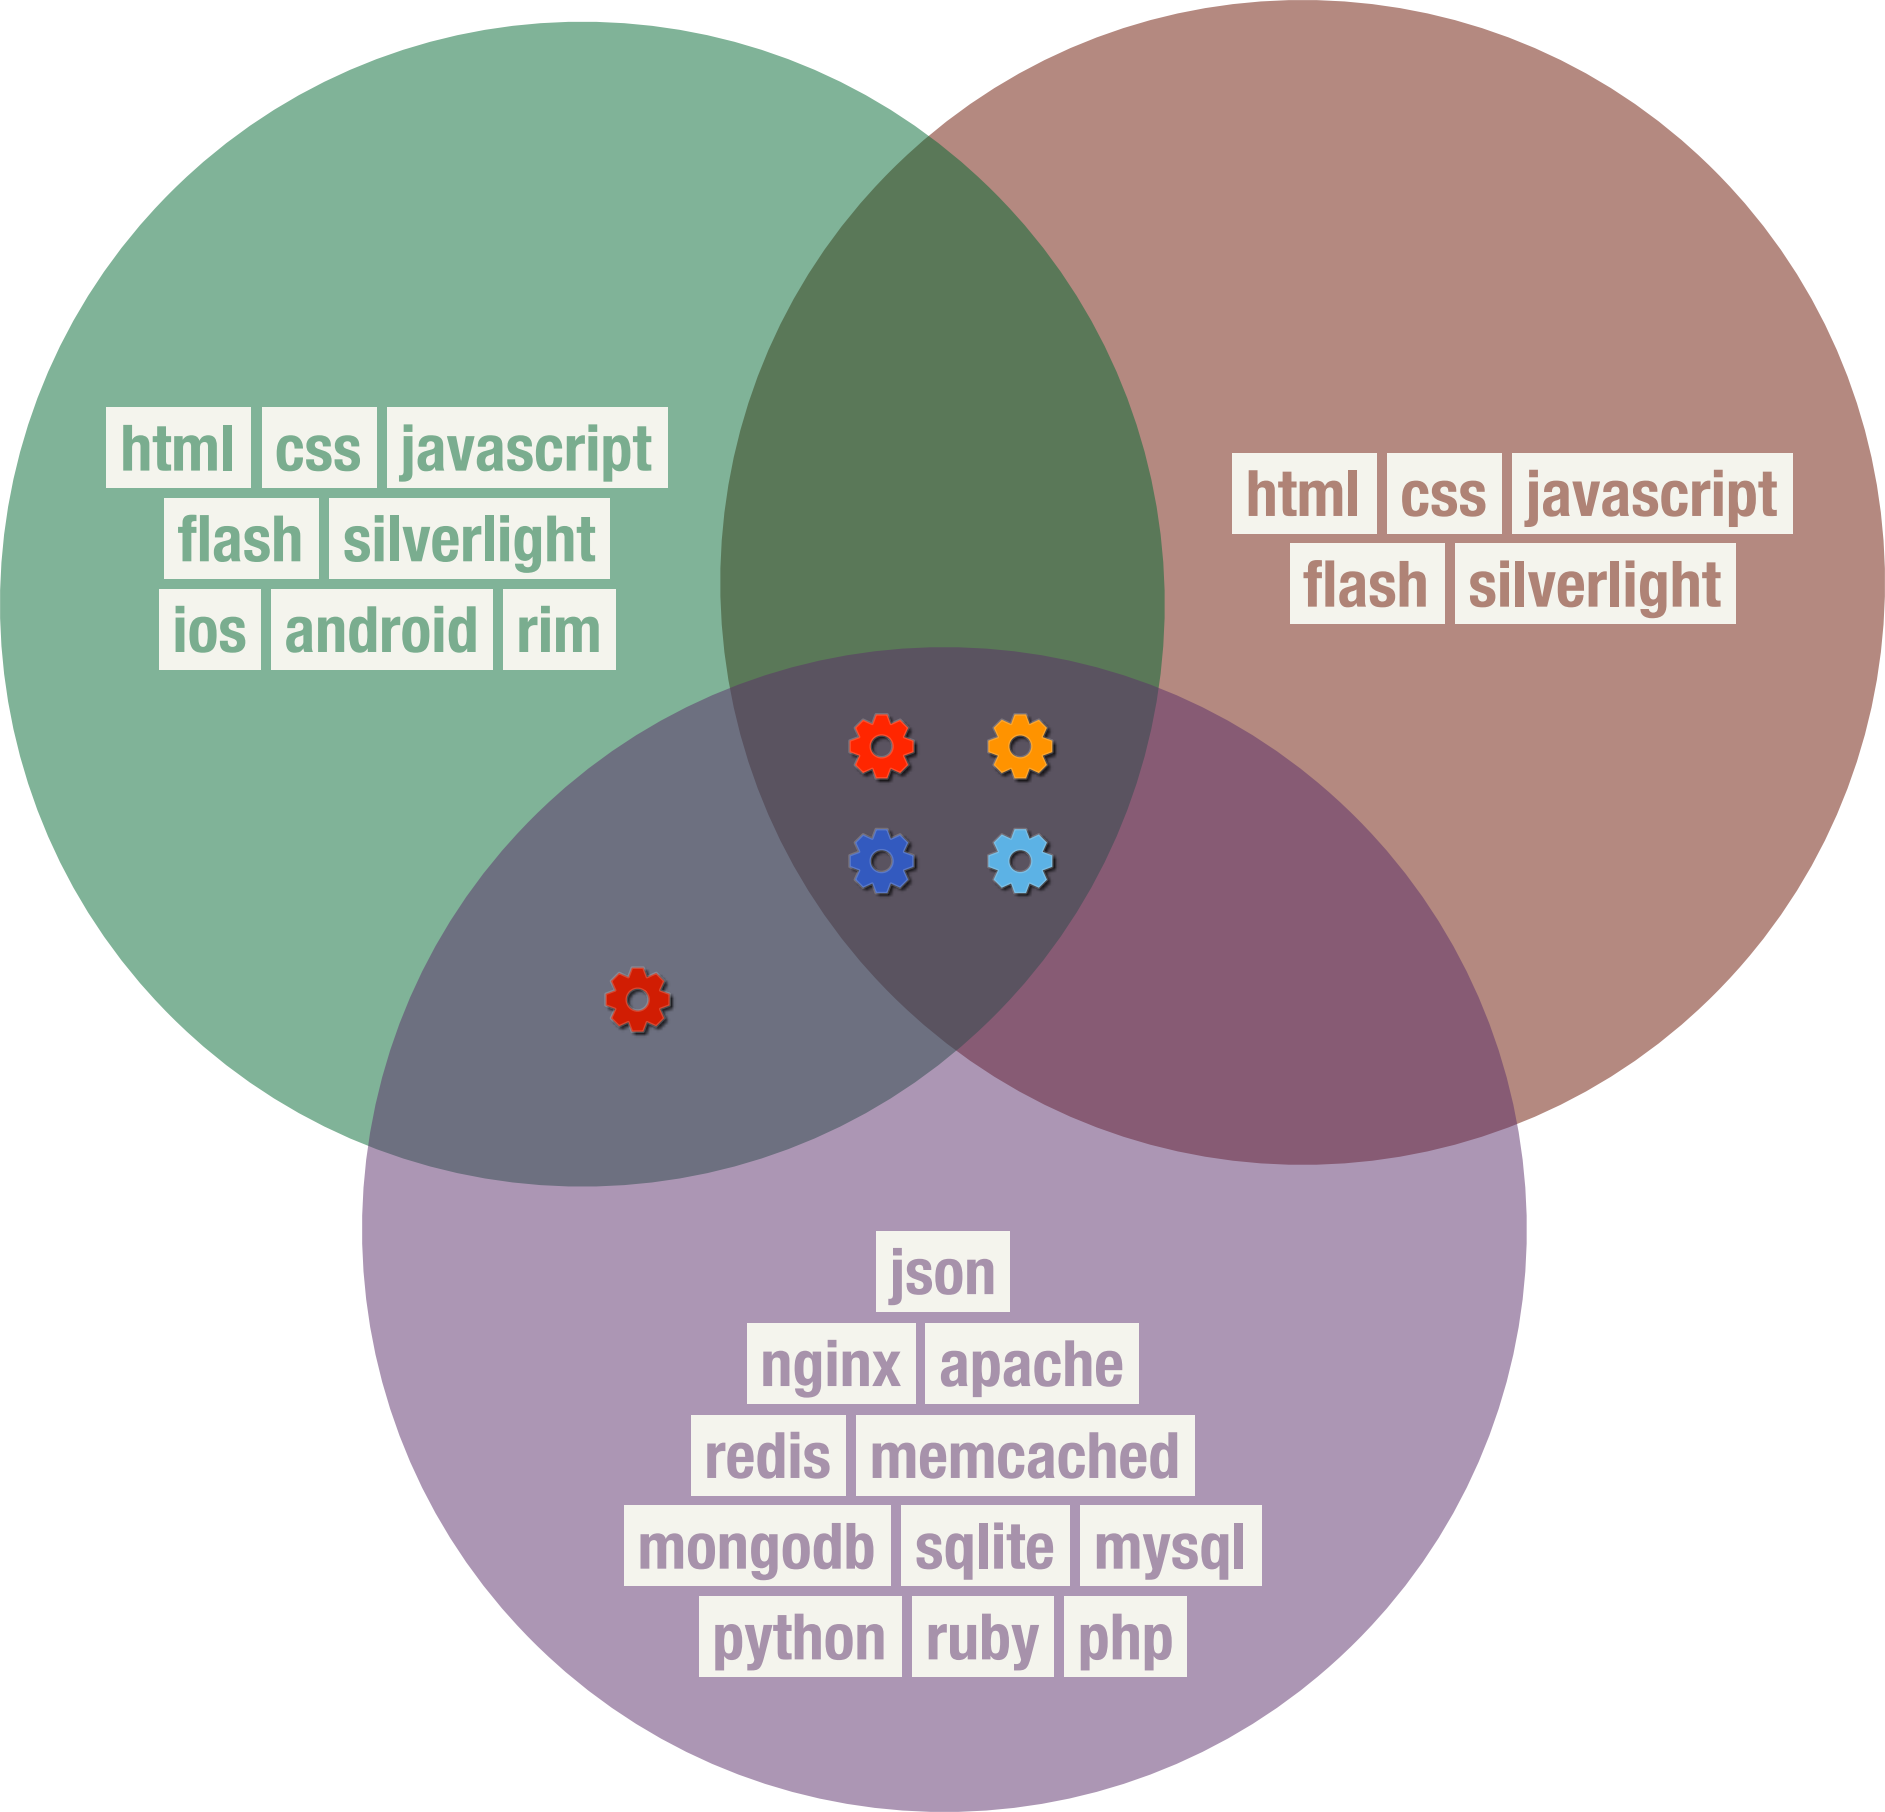 html css javascript
flash silverlight
ios android rim
html css javascript
flash silverlight
json
nginx apache
redis memcached
mongodb sqlite mysql
python ruby php